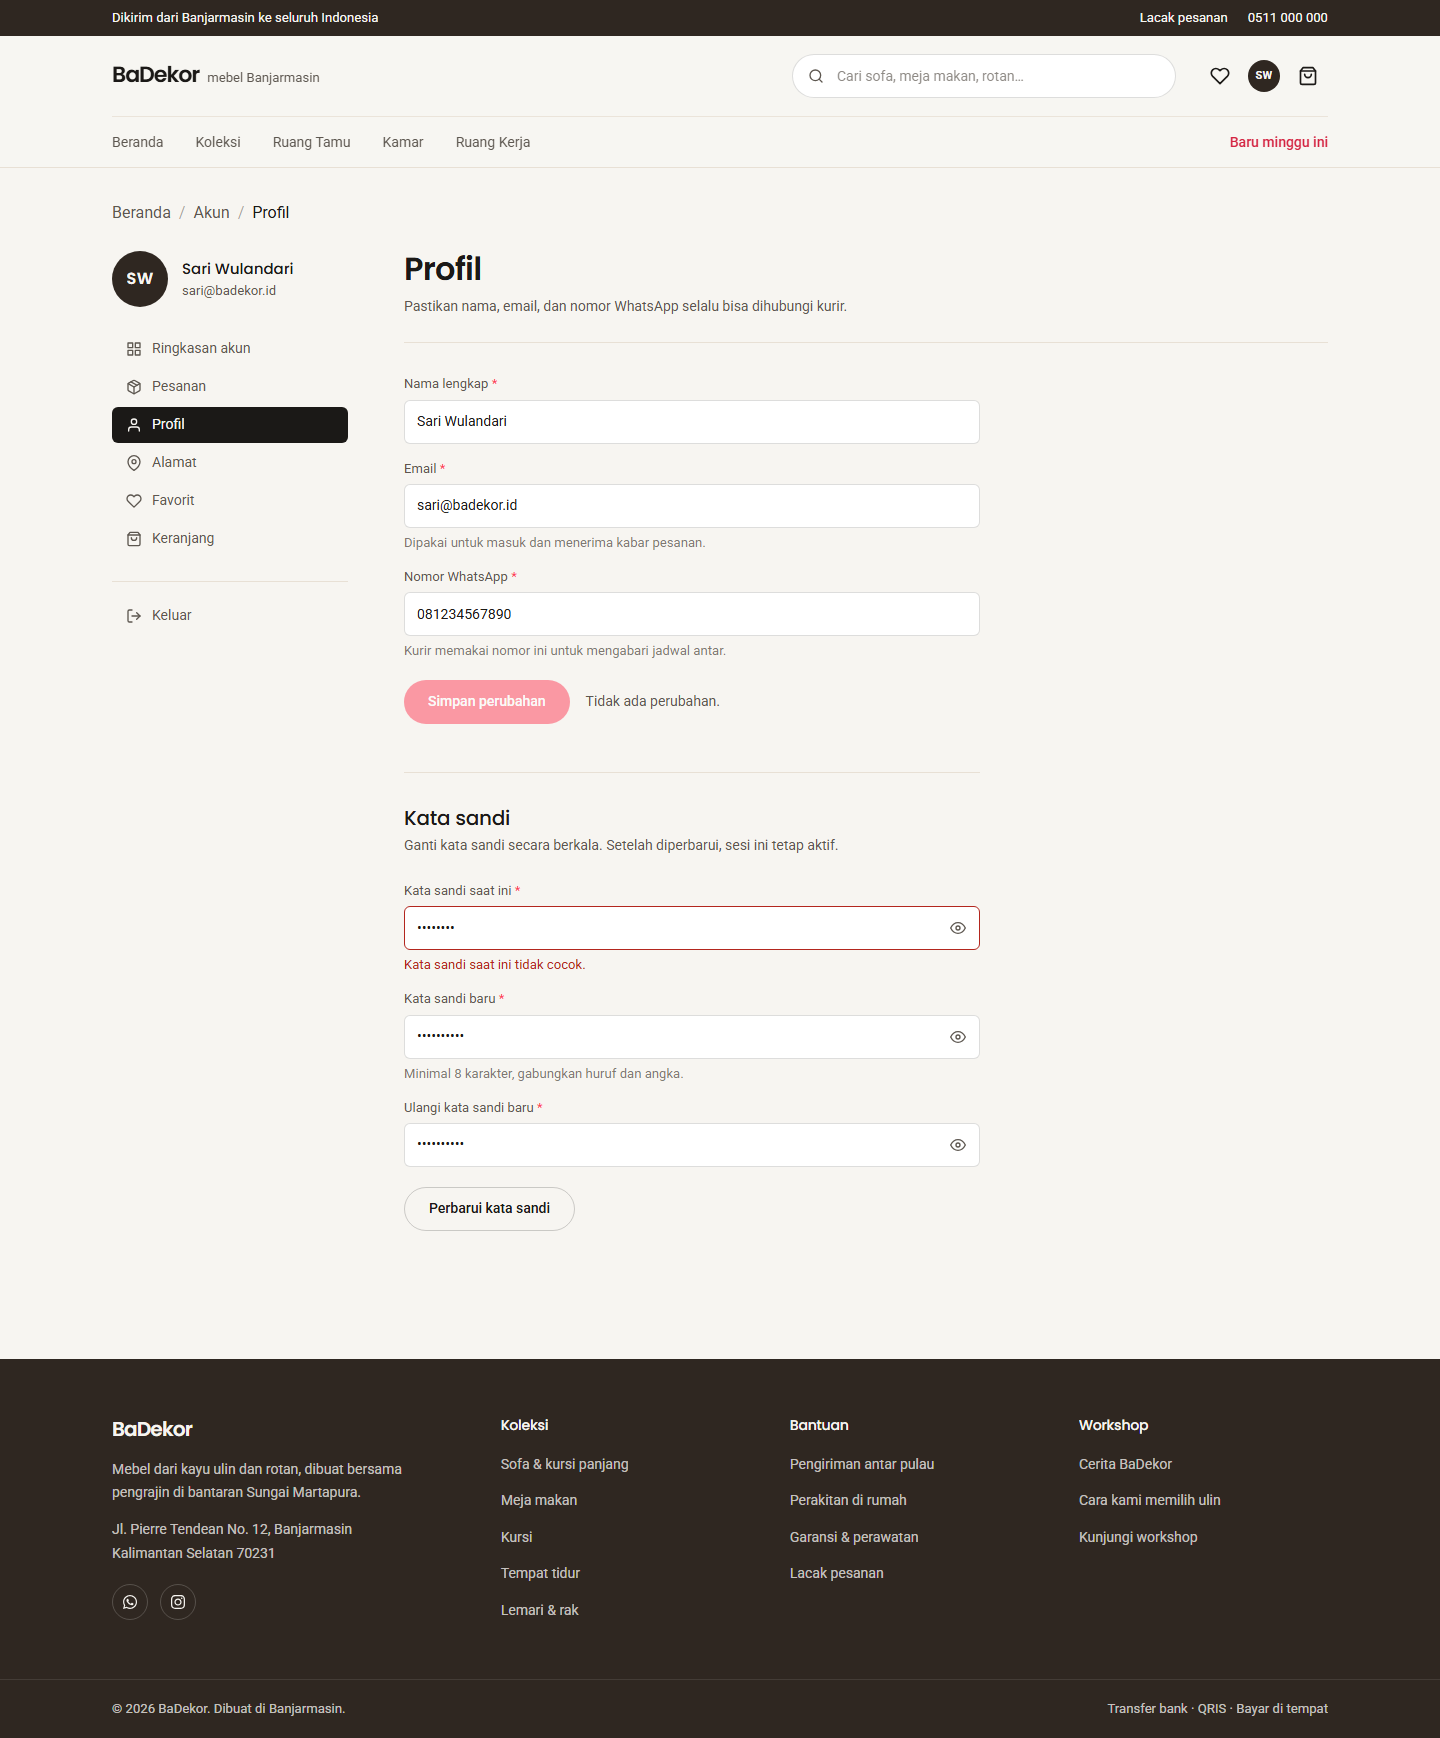 Dikirim dari Banjarmasin ke seluruh Indonesia
Lacak pesanan
0511 000 000
BaDekor mebel Banjarmasin
Cari sofa, meja makan, rotan...
SW
Beranda
Koleksi
Ruang Tamu
Kamar
Ruang Kerja
Baru minggu ini
Beranda / Akun / Profil
SW
Sari Wulandari
sari@badekor.id
Ringkasan akun
Pesanan
Profil
Alamat
Favorit
Keranjang
Keluar
Profil
Pastikan nama, email, dan nomor WhatsApp selalu bisa dihubungi kurir.
Nama lengkap *
Sari Wulandari
Email *
sari@badekor.id
Dipakai untuk masuk dan menerima kabar pesanan.
Nomor WhatsApp *
081234567890
Kurir memakai nomor ini untuk mengabari jadwal antar.
Simpan perubahan
Tidak ada perubahan.
Kata sandi
Ganti kata sandi secara berkala. Setelah diperbarui, sesi ini tetap aktif.
Kata sandi saat ini *
••••••••
Kata sandi saat ini tidak cocok.
Kata sandi baru *
••••••••••
Minimal 8 karakter, gabungkan huruf dan angka.
Ulangi kata sandi baru *
••••••••••
Perbarui kata sandi
BaDekor
Mebel dari kayu ulin dan rotan, dibuat bersama
pengrajin di bantaran Sungai Martapura.
Jl. Pierre Tendean No. 12, Banjarmasin
Kalimantan Selatan 70231
Koleksi
Sofa & kursi panjang
Meja makan
Kursi
Tempat tidur
Lemari & rak
Bantuan
Pengiriman antar pulau
Perakitan di rumah
Garansi & perawatan
Lacak pesanan
Workshop
Cerita BaDekor
Cara kami memilih ulin
Kunjungi workshop
© 2026 BaDekor. Dibuat di Banjarmasin.
Transfer bank · QRIS · Bayar di tempat